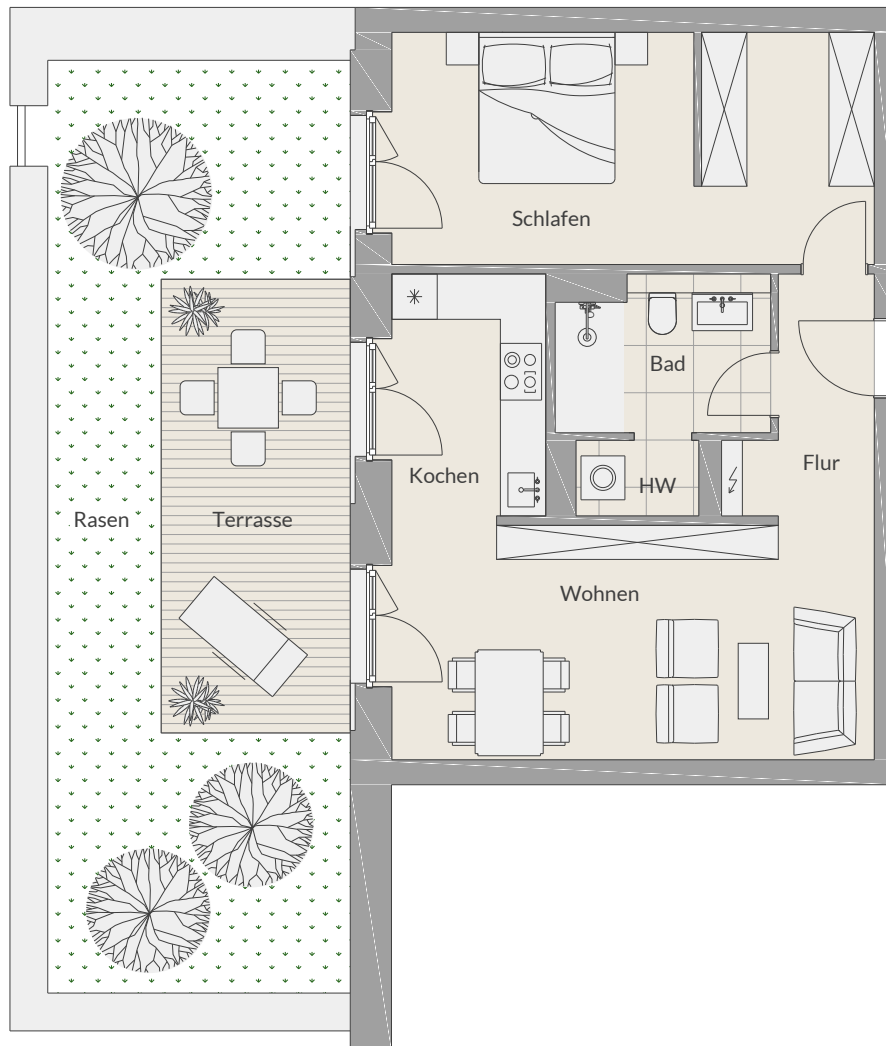 Schlafen
Bad
Flur
Kochen
HW
Rasen
Terrasse
Wohnen